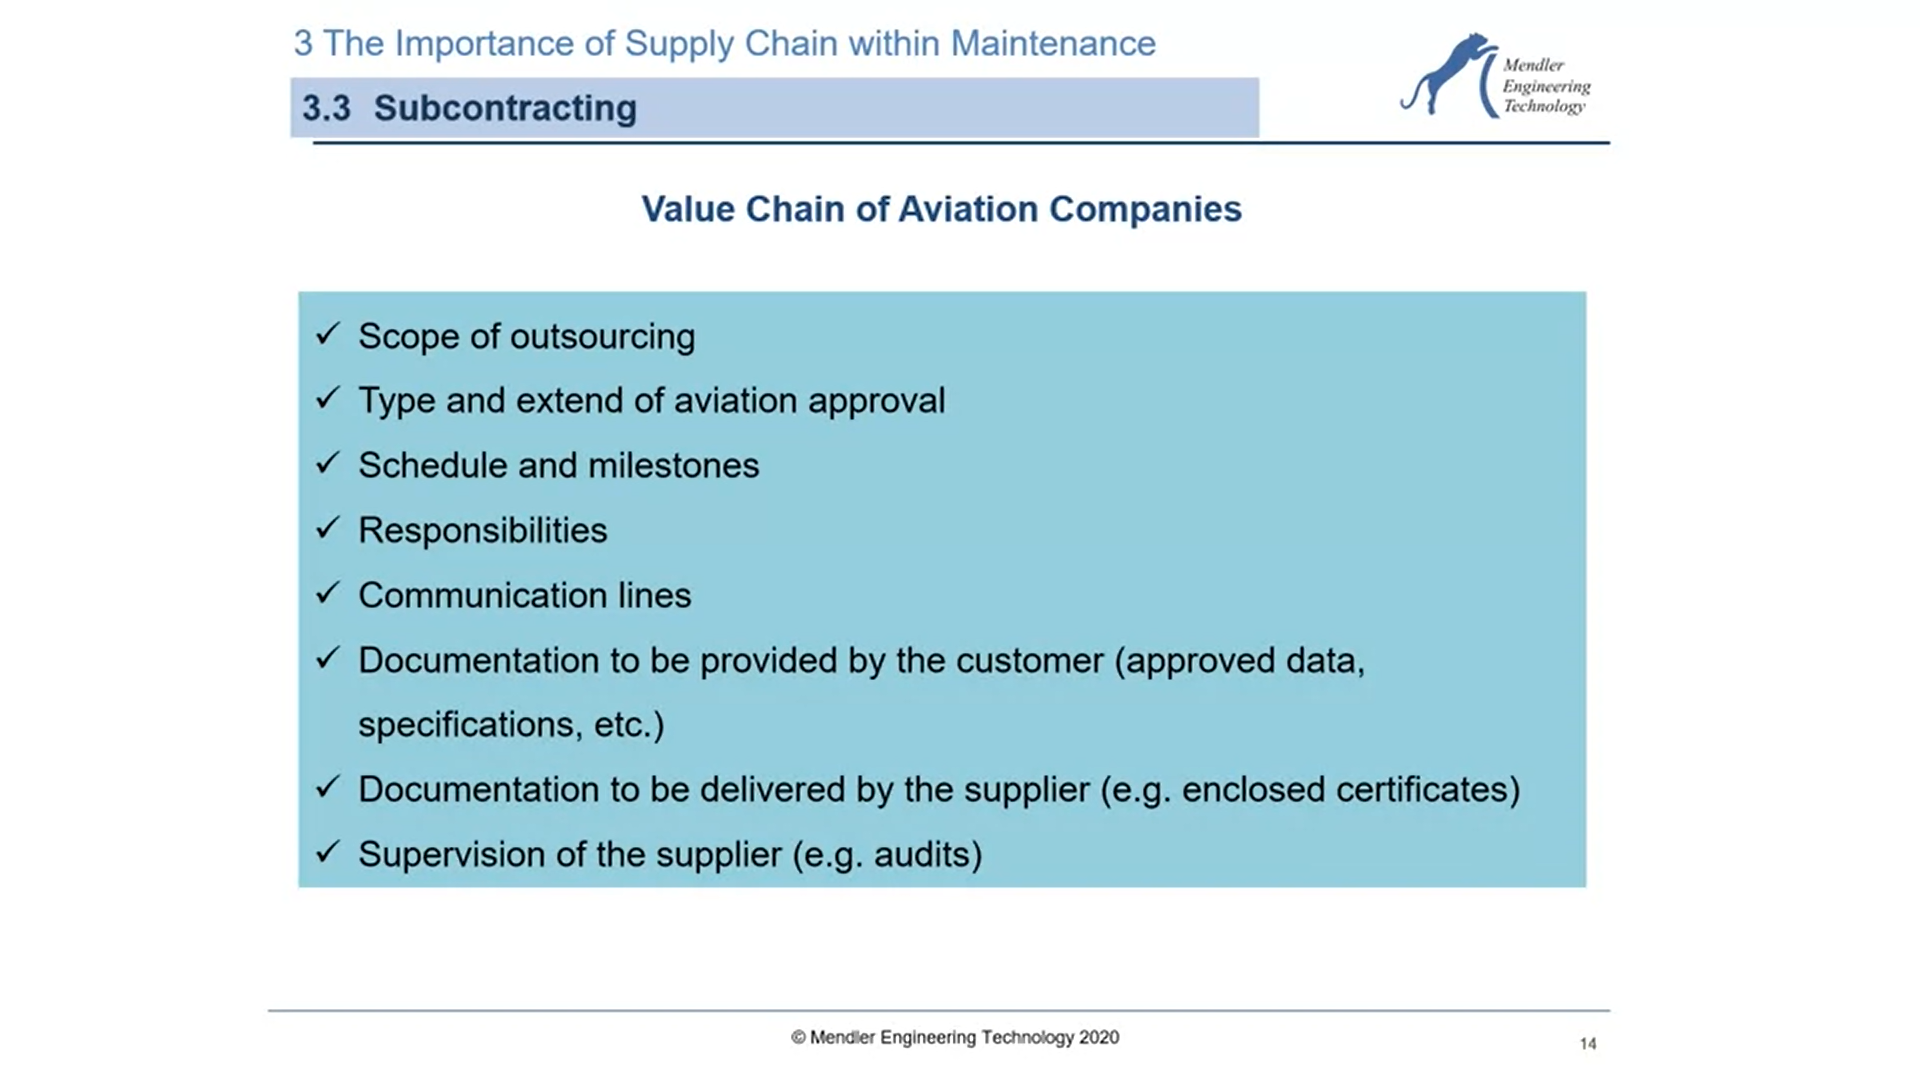 3 The Importance of Supply Chain within Maintenance
3.3 Subcontracting
Mendler
Engineering
Technology
Value Chain of Aviation Companies
✓ Scope of outsourcing
✓ Type and extend of aviation approval
✓ Schedule and milestones
✓ Responsibilities
✓ Communication lines
✓ Documentation to be provided by the customer (approved data,
specifications, etc.)
✓ Documentation to be delivered by the supplier (e.g. enclosed certificates)
✓ Supervision of the supplier (e.g. audits)
© Mendler Engineering Technology 2020
14